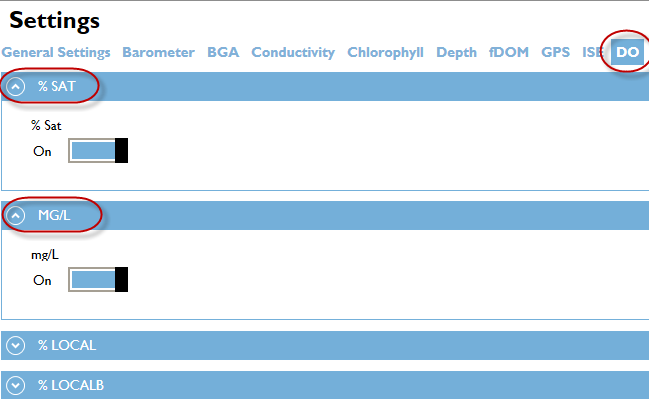 Settings
General Settings Barometer BGA Conductivity Chlorophyll Depth fDOM GPS ISE DO
% SAT
% Sat
On
MG/L
mg/L
On
% LOCAL
% LOCALB